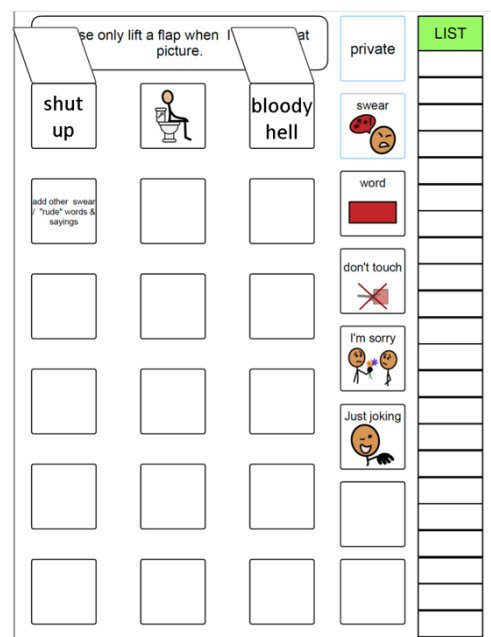 se only lift a flap when I at
picture.
private
LIST
shut
up
bloody
hell
swear
add other swear
/ "rude" words &
sayings
word
don't touch
I'm sorry
Just joking